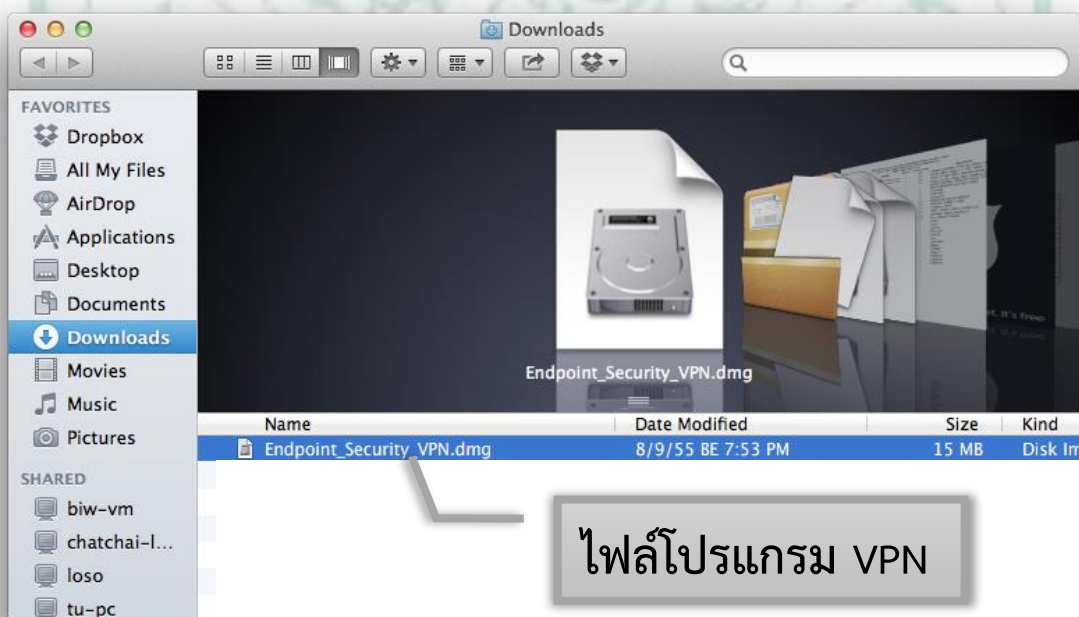 Downloads
FAVORITES
Dropbox
All My Files
AirDrop
Applications
Desktop
Documents
Downloads
Movies
Music
Pictures
SHARED
biw-vm
chatchai-l...
loso
tu-pc
Endpoint_Security_VPN.dmg
Name Date Modified Size Kind
Endpoint_Security_VPN.dmg 8/9/55 BE 7:53 PM 15 MB Disk Im
ไฟล์โปรแกรม VPN